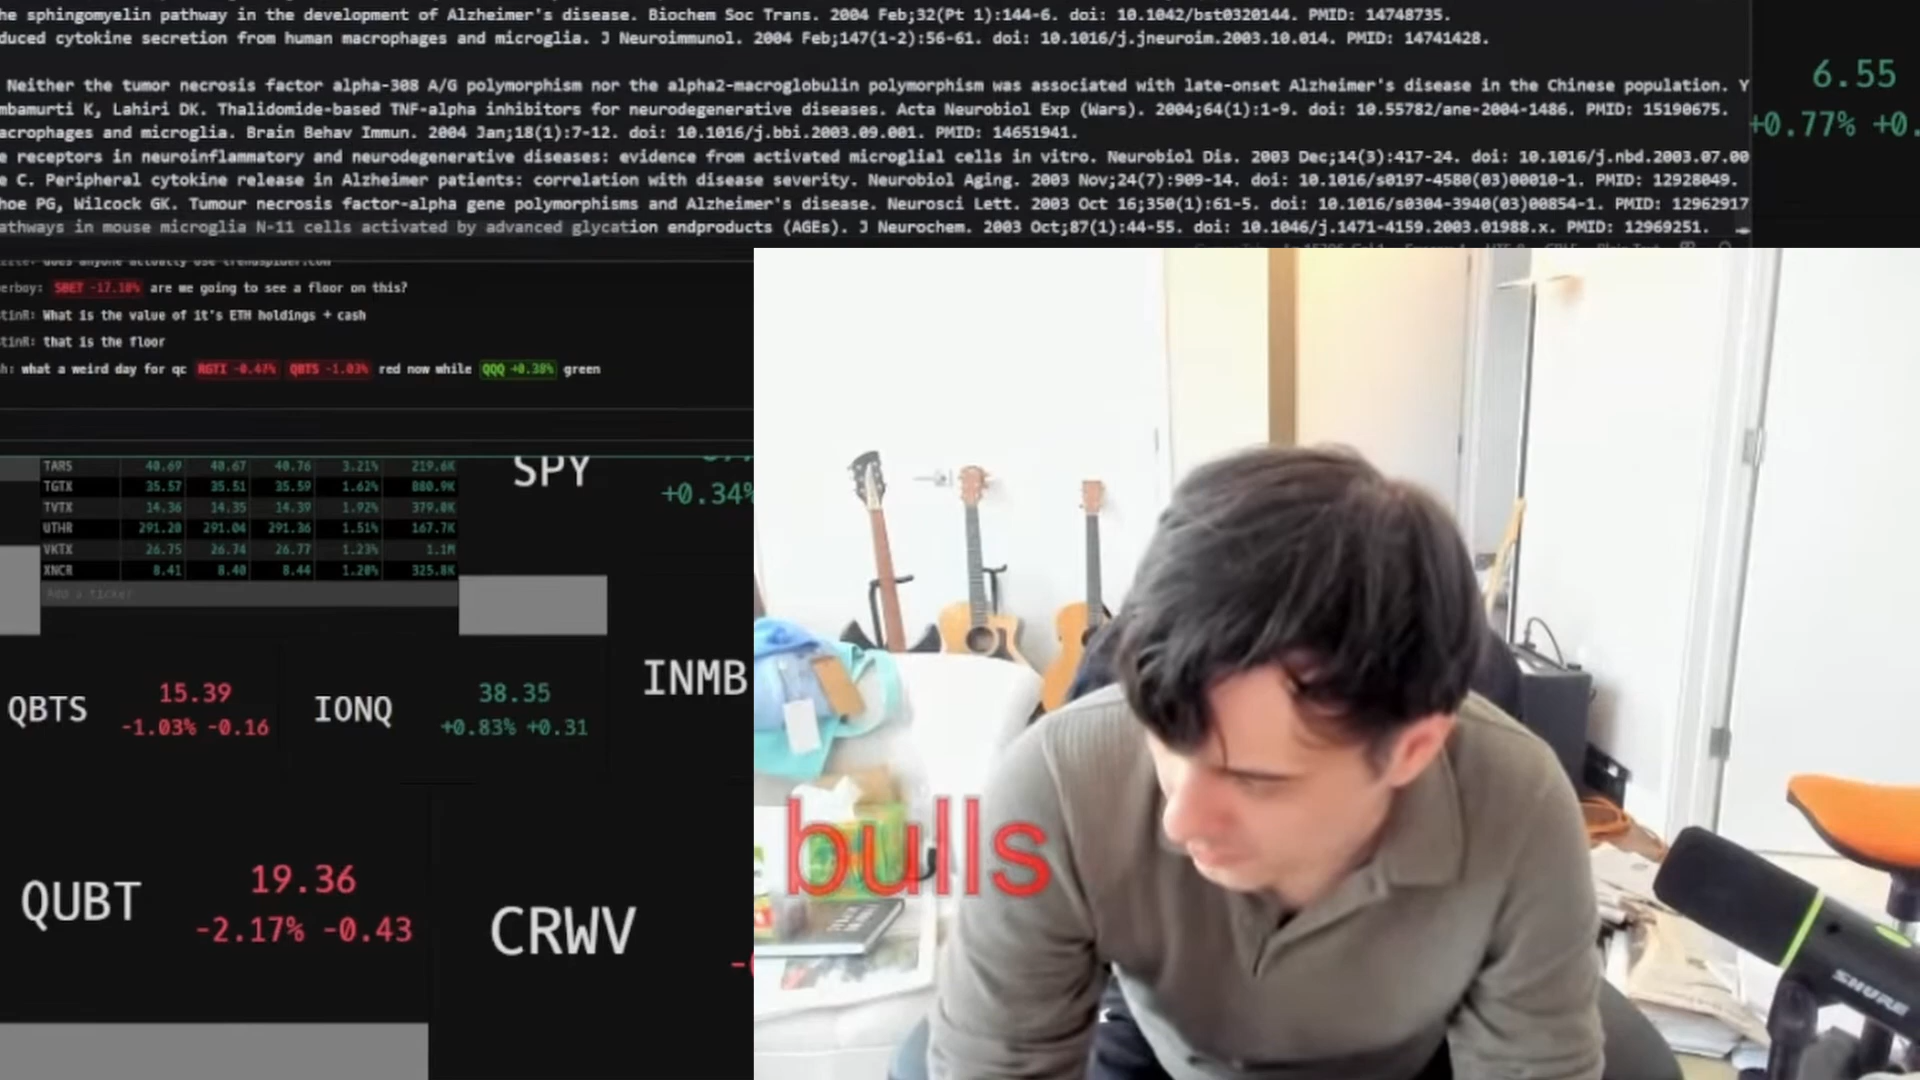 he sphingomyelin pathway in the development of Alzheimer's disease. Biochem Soc Trans. 2004 Feb;32(Pt 1):144-6. doi: 10.1042/bst0320144. PMID: 14748735.
duced cytokine secretion from human macrophages and microglia. J Neuroimmunol. 2004 Feb;147(1-2):56-61. doi: 10.1016/j.jneuroim.2003.10.014. PMID: 14741428.
Neither the tumor necrosis factor alpha-308 A/G polymorphism nor the alpha2-macroglobulin polymorphism was associated with late-onset Alzheimer's disease in the Chinese population. Y
mbamurti K, Lahiri DK. Thalidomide-based TNF-alpha inhibitors for neurodegenerative diseases. Acta Neurobiol Exp (Wars). 2004;64(1):1-9. doi: 10.55782/ane-2004-1486. PMID: 15190675.
acrophages and microglia. Brain Behav Immun. 2004 Jan;18(1):7-12. doi: 10.1016/j.bbi.2003.09.001. PMID: 14651941.
e receptors in neuroinflammatory and neurodegenerative diseases: evidence from activated microglial cells in vitro. Neurobiol Dis. 2003 Dec;14(3):417-24. doi: 10.1016/j.nbd.2003.07.00
e C. Peripheral cytokine release in Alzheimer patients: correlation with disease severity. Neurobiol Aging. 2003 Nov;24(7):909-14. doi: 10.1016/s0197-4580(03)00010-1. PMID: 12928049.
hoe PG, Wilcock GK. Tumour necrosis factor-alpha gene polymorphisms and Alzheimer's disease. Neurosci Lett. 2003 Oct 16;350(1):61-5. doi: 10.1016/s0304-3940(03)00854-1. PMID: 12962917
athways in mouse microglia N-11 cells activated by advanced glycation endproducts (AGEs). J Neurochem. 2003 Oct;87(1):44-55. doi: 10.1046/j.1471-4159.2003.01988.x. PMID: 12969251.
6.55
+0.77% +0.
does anyone actually use trendspider.com
erboy: SBET -17.10% are we going to see a floor on this?
tinR: What is the value of it's ETH holdings + cash
tinR: that is the floor
h: what a weird day for qc RGTI -0.47% QBTS -1.03% red now while QQQ +0.38% green
TARS 40.69 40.67 40.76 3.21% 219.6K
TGTX 35.57 35.51 35.59 1.62% 880.9K
TVTX 14.36 14.35 14.39 1.92% 379.0K
UTHR 291.20 291.04 291.36 1.51% 167.7K
VKTX 26.75 26.74 26.77 1.23% 1.1M
XNCR 8.41 8.40 8.44 1.20% 325.8K
Add a ticker
SPY
+0.34%
QBTS
15.39
-1.03% -0.16
IONQ
38.35
+0.83% +0.31
INMB
QUBT
19.36
-2.17% -0.43
CRWV
bulls
SHURE